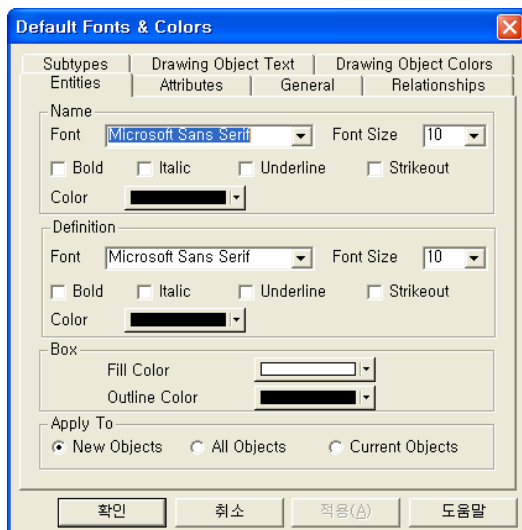 Default Fonts & Colors
Subtypes Drawing Object Text Drawing Object Colors
Entities Attributes General Relationships
Name
Font Microsoft Sans Serif Font Size 10
Bold Italic Underline Strikeout
Color
Definition
Font Microsoft Sans Serif Font Size 10
Bold Italic Underline Strikeout
Color
Box
Fill Color
Outline Color
Apply To
New Objects All Objects Current Objects
확인 취소 적용(A) 도움말